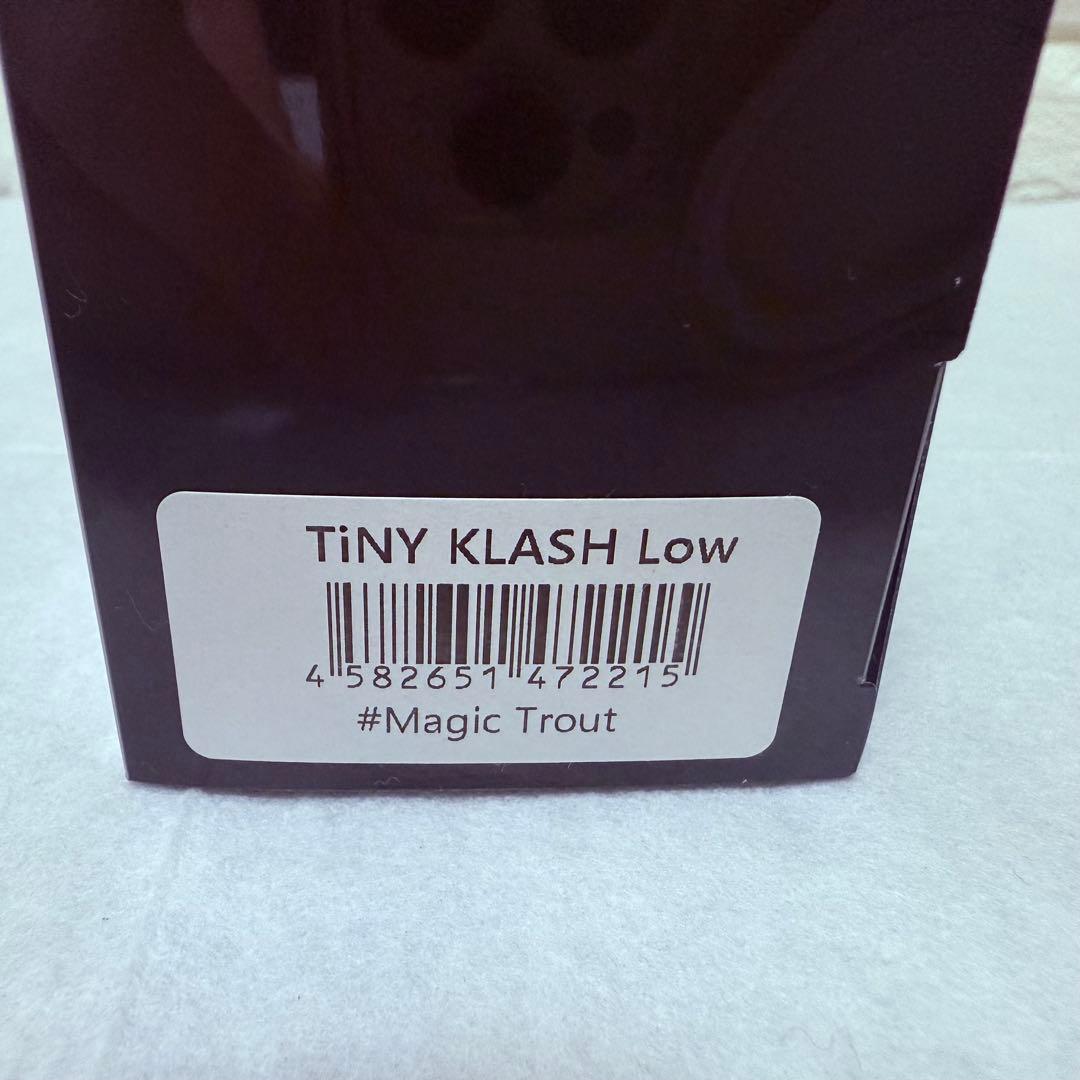 TiNY KLASH Low
4 582651 472215
#Magic Trout